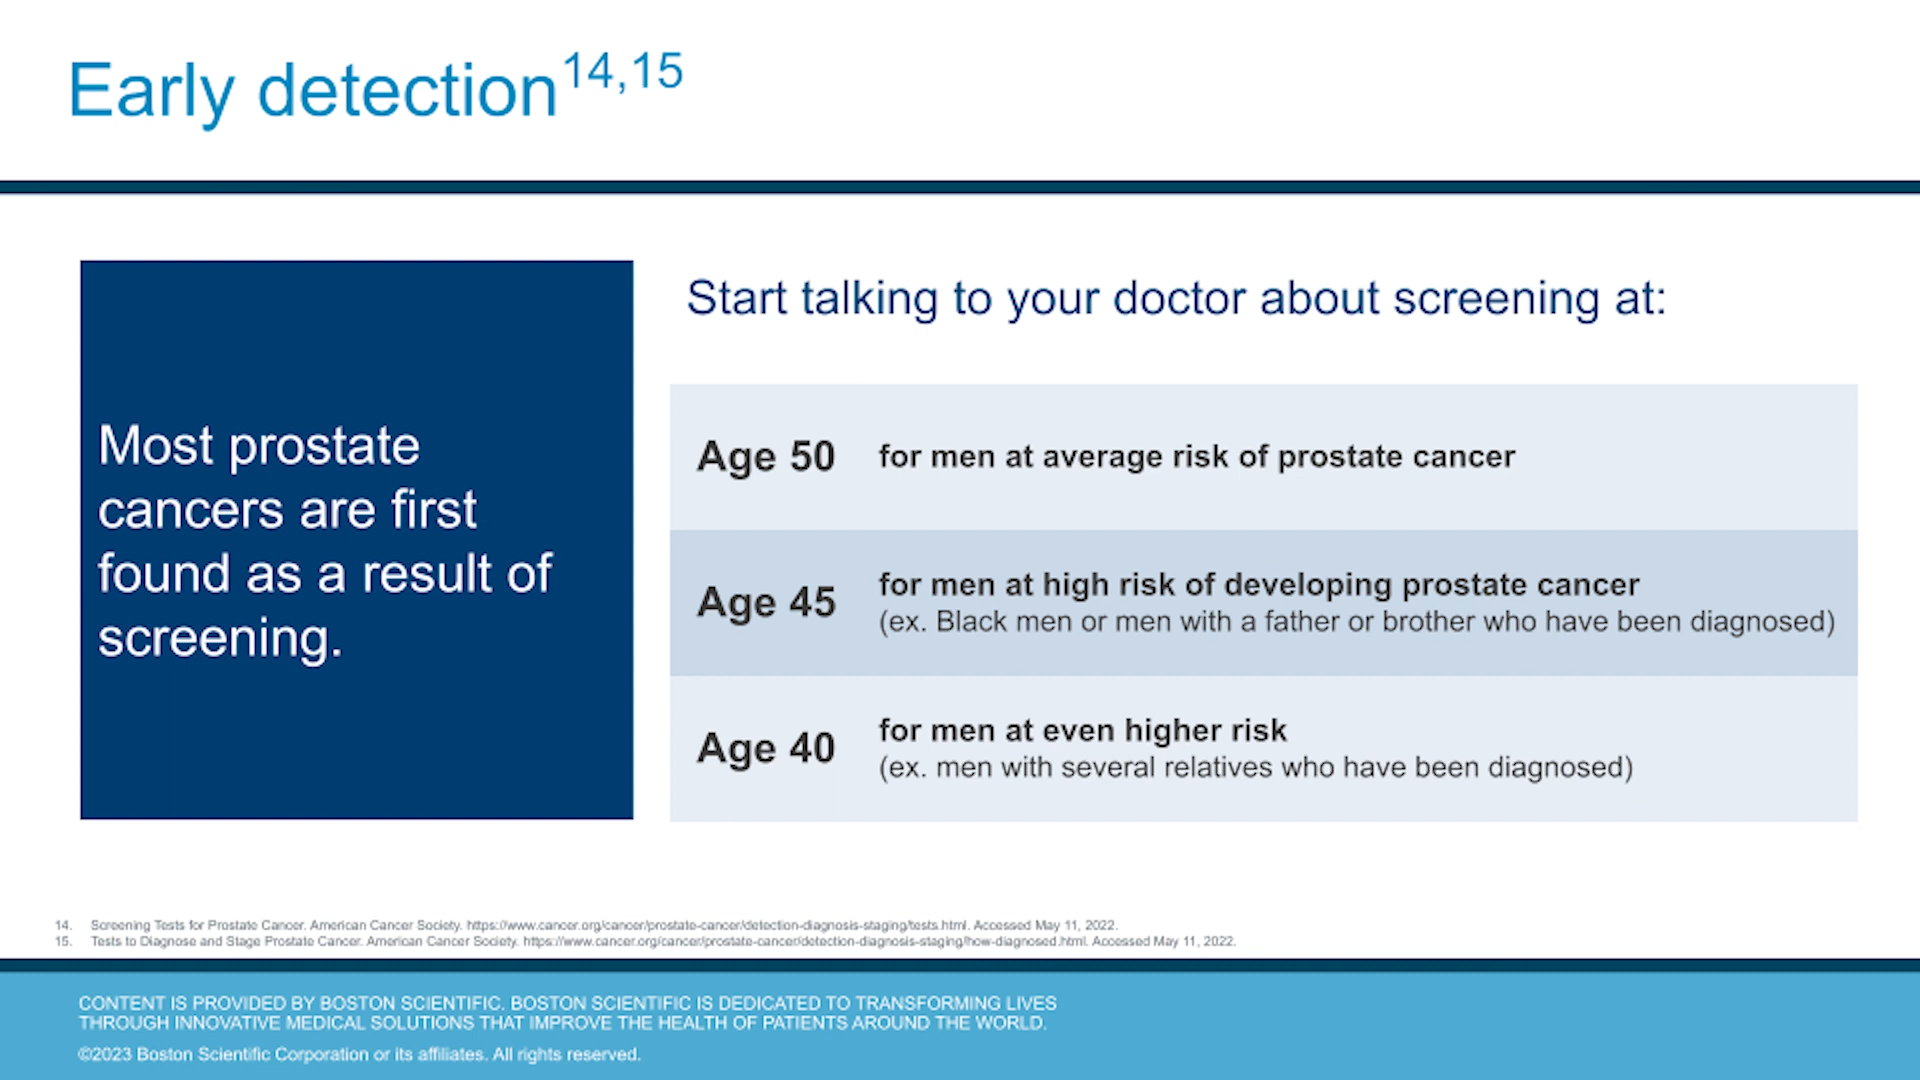 Early detection14,15
Most prostate
cancers are first
found as a result of
screening.
Start talking to your doctor about screening at:
Age 50 for men at average risk of prostate cancer
Age 45 for men at high risk of developing prostate cancer
(ex. Black men or men with a father or brother who have been diagnosed)
Age 40 for men at even higher risk
(ex. men with several relatives who have been diagnosed)
14. Screening Tests for Prostate Cancer. American Cancer Society. https://www.cancer.org/cancer/prostate-cancer/detection-diagnosis-staging/tests.html. Accessed May 11, 2022.
15. Tests to Diagnose and Stage Prostate Cancer. American Cancer Society. https://www.cancer.org/cancer/prostate-cancer/detection-diagnosis-staging/how-diagnosed.html. Accessed May 11, 2022.
CONTENT IS PROVIDED BY BOSTON SCIENTIFIC. BOSTON SCIENTIFIC IS DEDICATED TO TRANSFORMING LIVES
THROUGH INNOVATIVE MEDICAL SOLUTIONS THAT IMPROVE THE HEALTH OF PATIENTS AROUND THE WORLD.
©2023 Boston Scientific Corporation or its affiliates. All rights reserved.